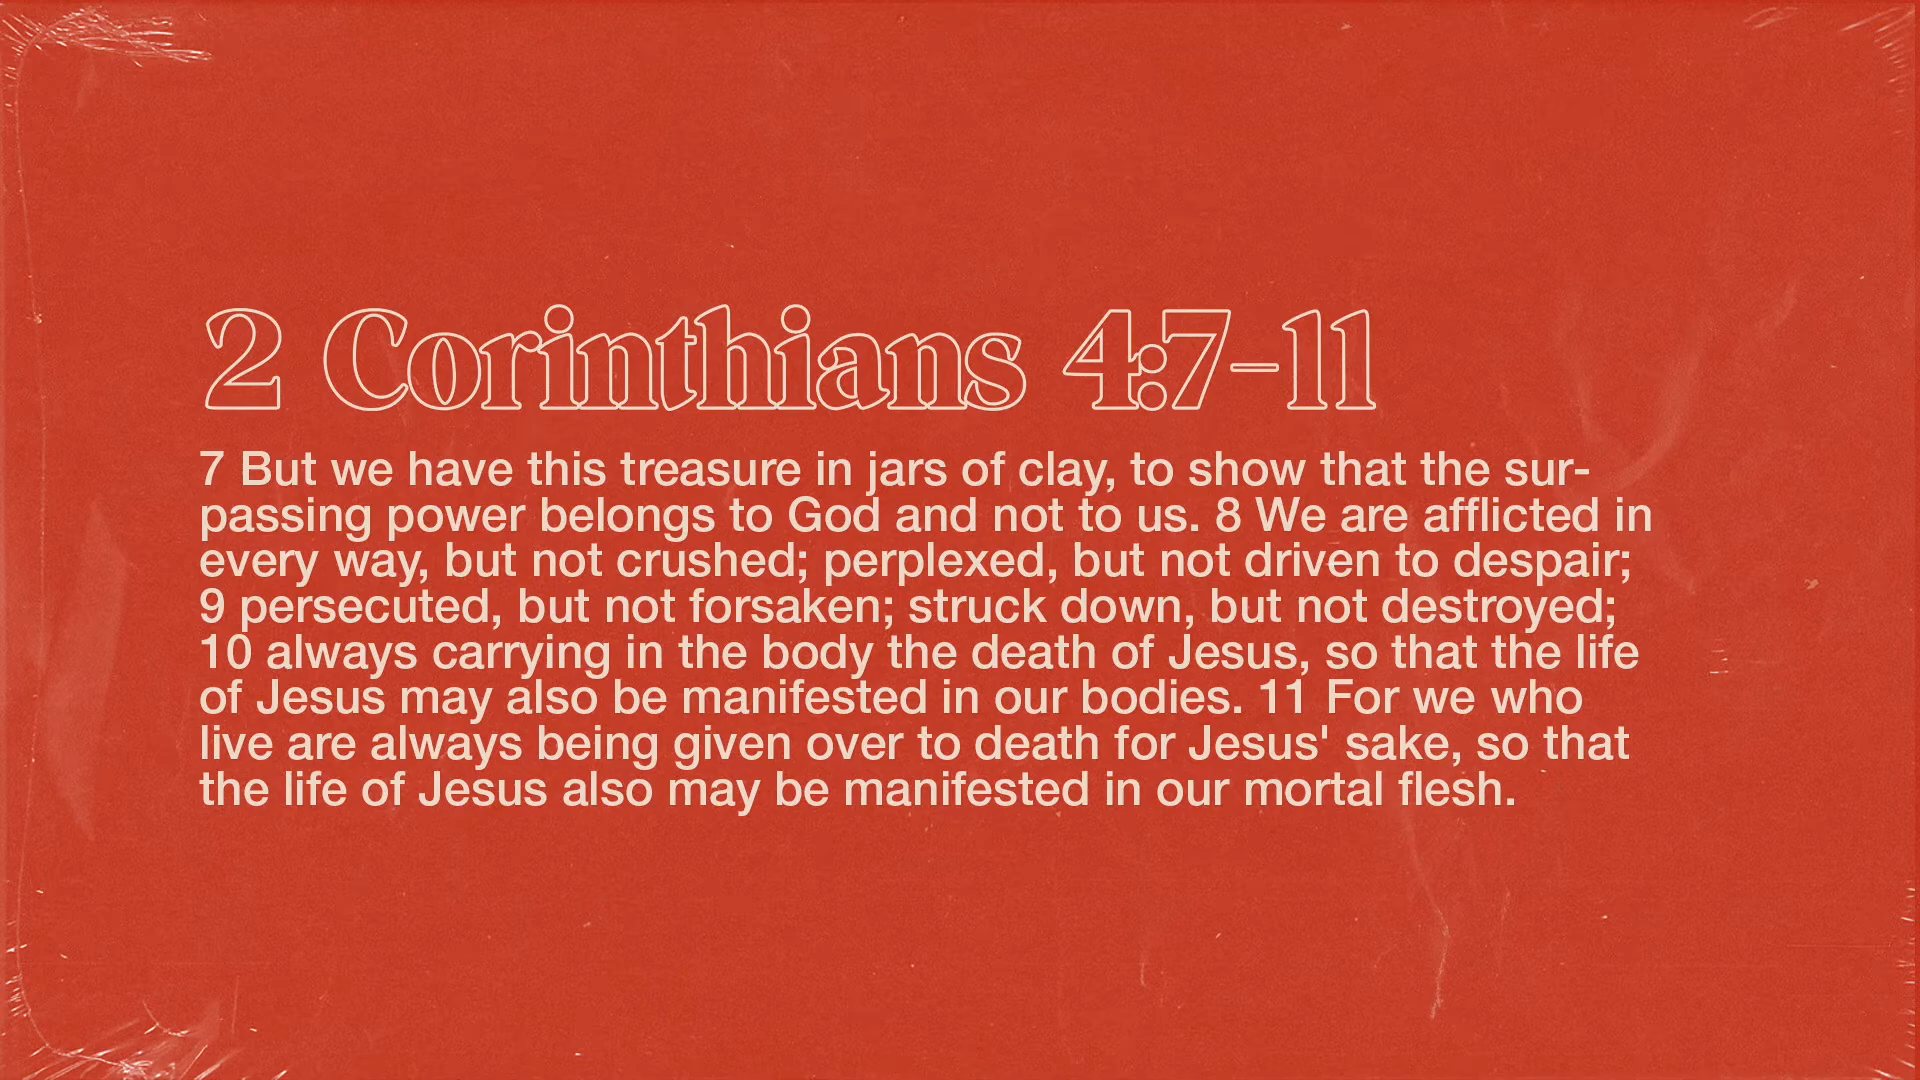 2 Corinthians 4:7–11
7 But we have this treasure in jars of clay, to show that the sur-
passing power belongs to God and not to us. 8 We are afflicted in
every way, but not crushed; perplexed, but not driven to despair;
9 persecuted, but not forsaken; struck down, but not destroyed;
10 always carrying in the body the death of Jesus, so that the life
of Jesus may also be manifested in our bodies. 11 For we who
live are always being given over to death for Jesus' sake, so that
the life of Jesus also may be manifested in our mortal flesh.